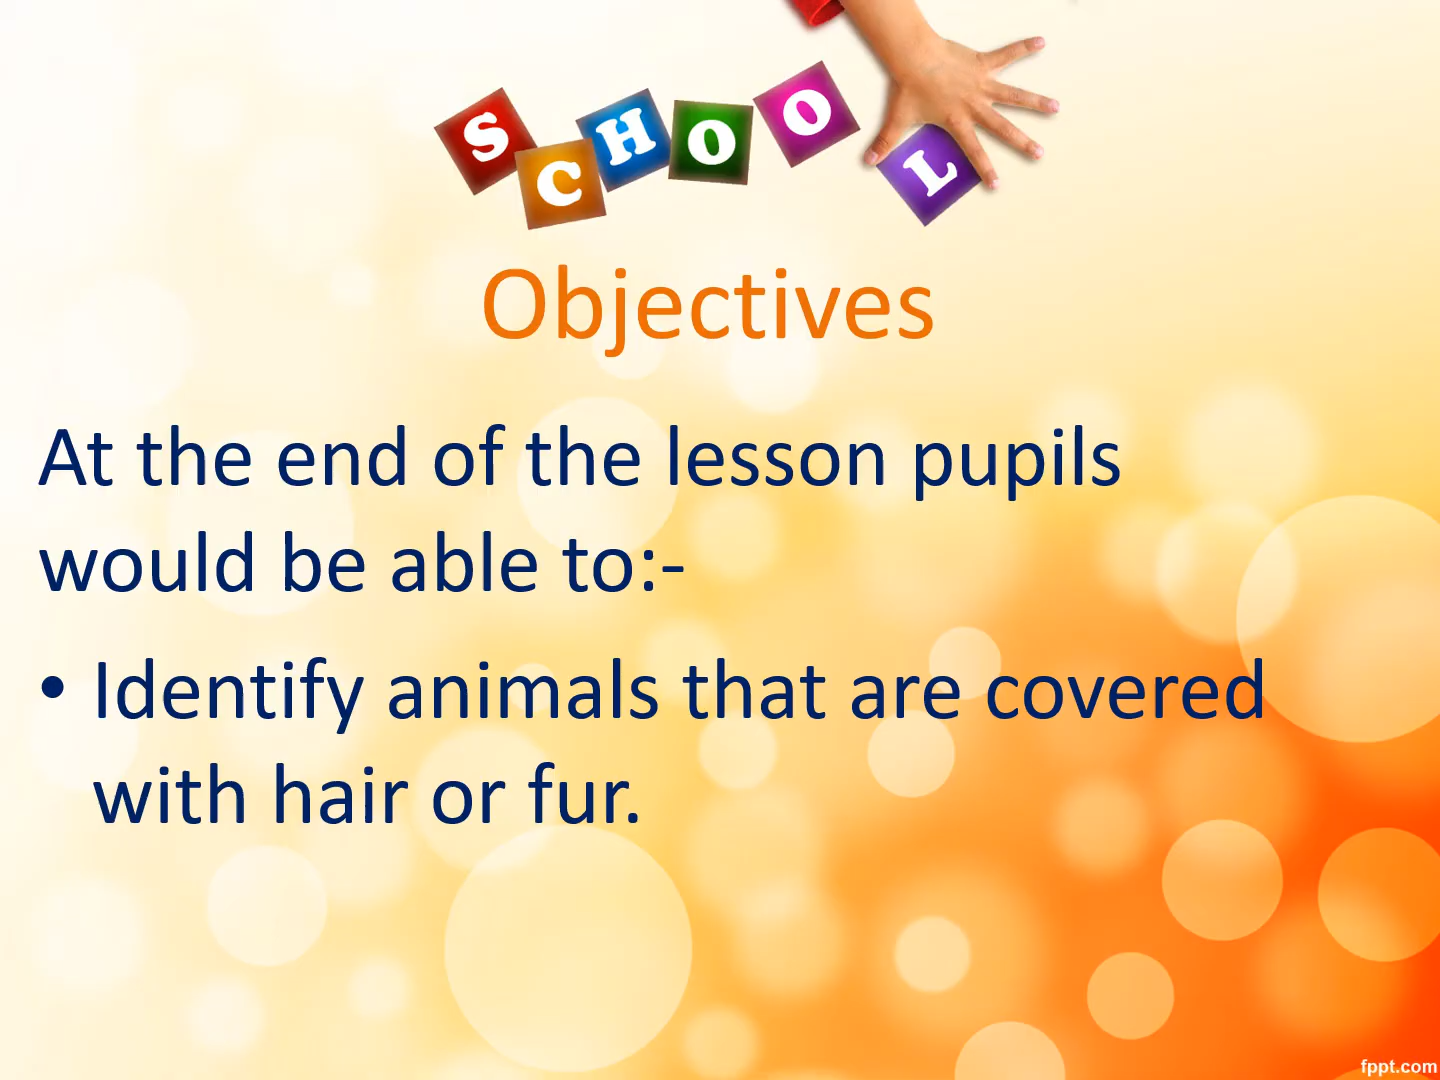 SCHOOL
Objectives
At the end of the lesson pupils
would be able to:-
• Identify animals that are covered
with hair or fur.
fppt.com